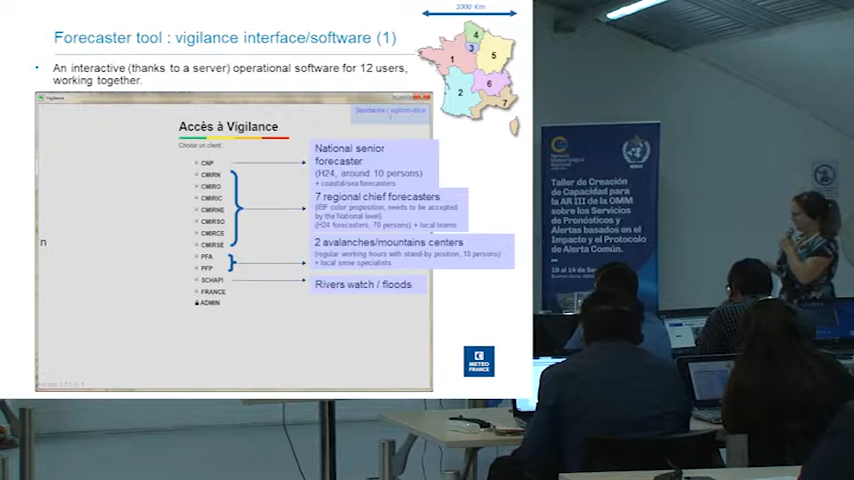 1000 Km
Forecaster tool : vigilance interface/software (1)
• An interactive (thanks to a server) operational software for 12 users,
working together.
1
2
3
4
5
6
7
Vigilance
Accès à Vigilance
Choisir un client
CNP
CMIRN
CMIRO
CMIRIC
CMIRNE
CMIRSO
CMIRCE
CMIRSE
PFA
PFP
SCHAPI
FRANCE
ADMIN
National senior
forecaster
(H24, around 10 persons)
+ coastal/sea forecasters
7 regional chief forecasters
(IBF color proposition, needs to be accepted
by the National level)
(H24 forecasters, 70 persons) + local teams
2 avalanches/mountains centers
(regular working hours with stand-by position, 10 persons)
+ local snow specialists
Rivers watch / floods
n
METEO
FRANCE
Servicio
Meteorológico
Nacional
Taller de Creación
de Capacidad para
la AR III de la OMM
sobre los Servicios
de Pronósticos y
Alertas basados en el
Impacto y el Protocolo
de Alerta Común.